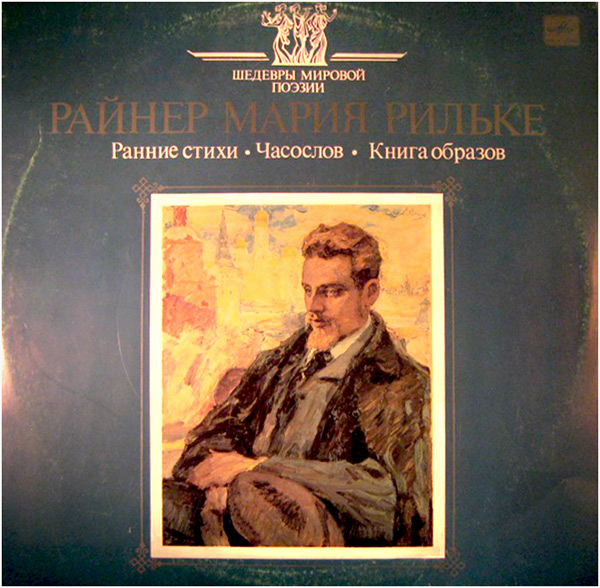 ШЕДЕВРЫ МИРОВОЙ
ПОЭЗИИ
РАЙНЕР МАРИЯ РИЛЬКЕ
Ранние стихи • Часослов • Книга образов